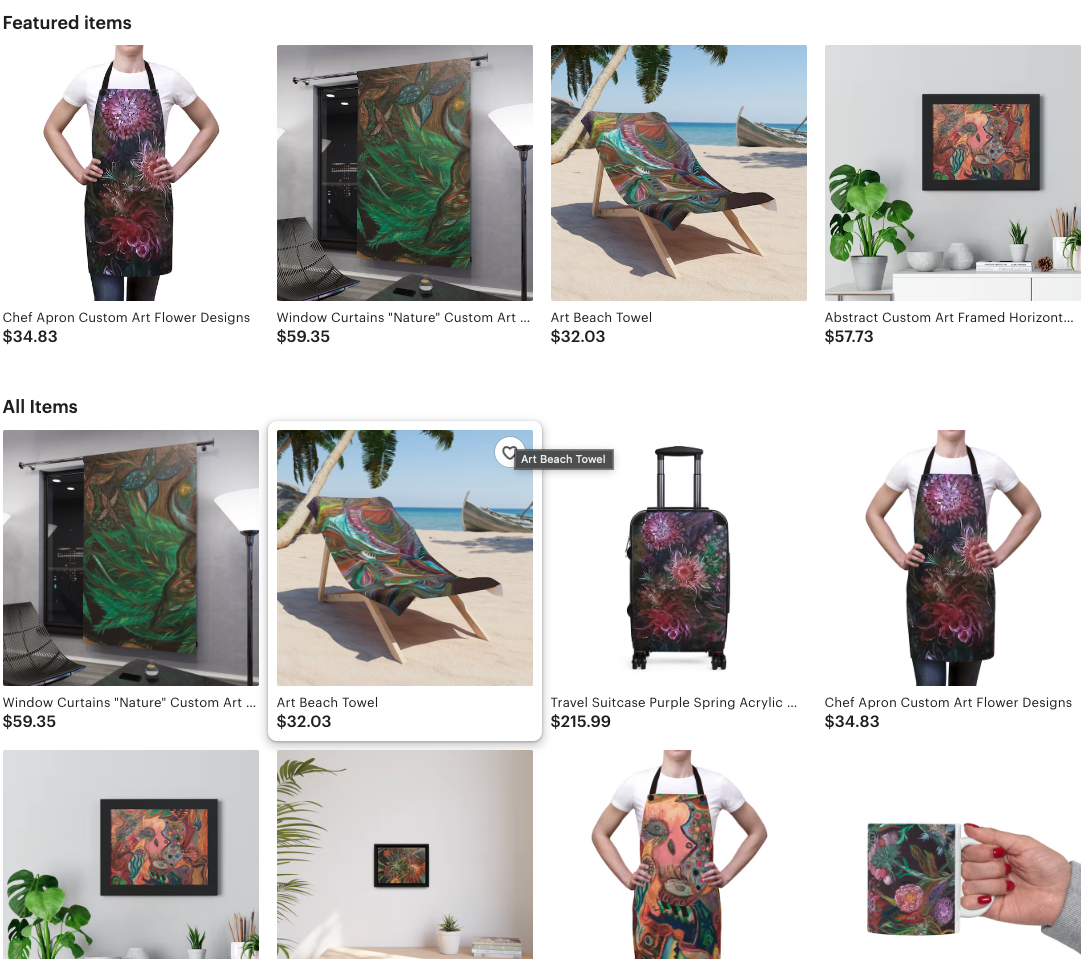 Featured items
Chef Apron Custom Art Flower Designs
$34.83
Window Curtains "Nature" Custom Art ...
$59.35
Art Beach Towel
$32.03
Abstract Custom Art Framed Horizont...
$57.73
All Items
Art Beach Towel
Window Curtains "Nature" Custom Art ...
$59.35
Art Beach Towel
$32.03
Travel Suitcase Purple Spring Acrylic ...
$215.99
Chef Apron Custom Art Flower Designs
$34.83